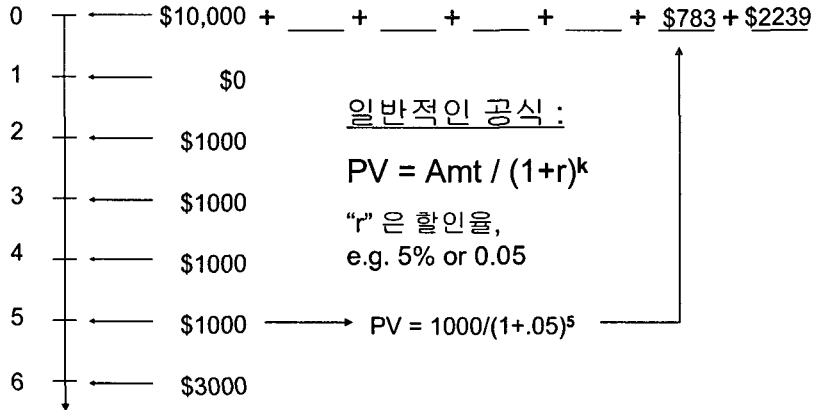 0 $10,000 + ____ + ____ + ____ + ____ + $783 + $2239
1 $0
일반적인 공식 :
2 $1000
PV = Amt / (1+r)^k
3 $1000
“r” 은 할인율,
4 $1000
e.g. 5% or 0.05
5 $1000 PV = 1000/(1+.05)⁵
6 $3000